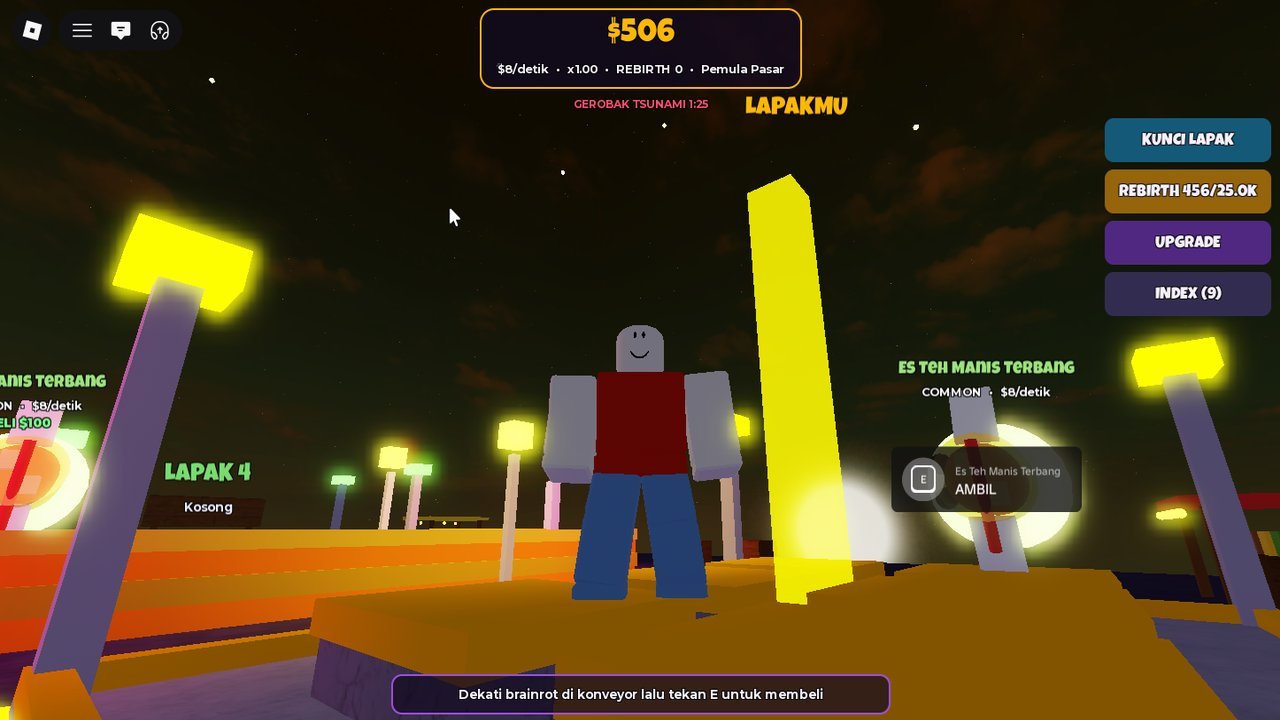 $506
$8/detik • x1.00 • REBIRTH 0 • Pemula Pasar
GEROBAK TSUNAMI 1:25
LAPAKMU
KUNCI LAPAK
REBIRTH 456/25.0K
UPGRADE
INDEX (9)
ANIS TERBANG
ON • $8/detik
ELI $100
LAPAK 4
Kosong
ES TEH MANIS TERBANG
COMMON • $8/detik
E
Es Teh Manis Terbang
AMBIL
Dekati brainrot di konveyor lalu tekan E untuk membeli